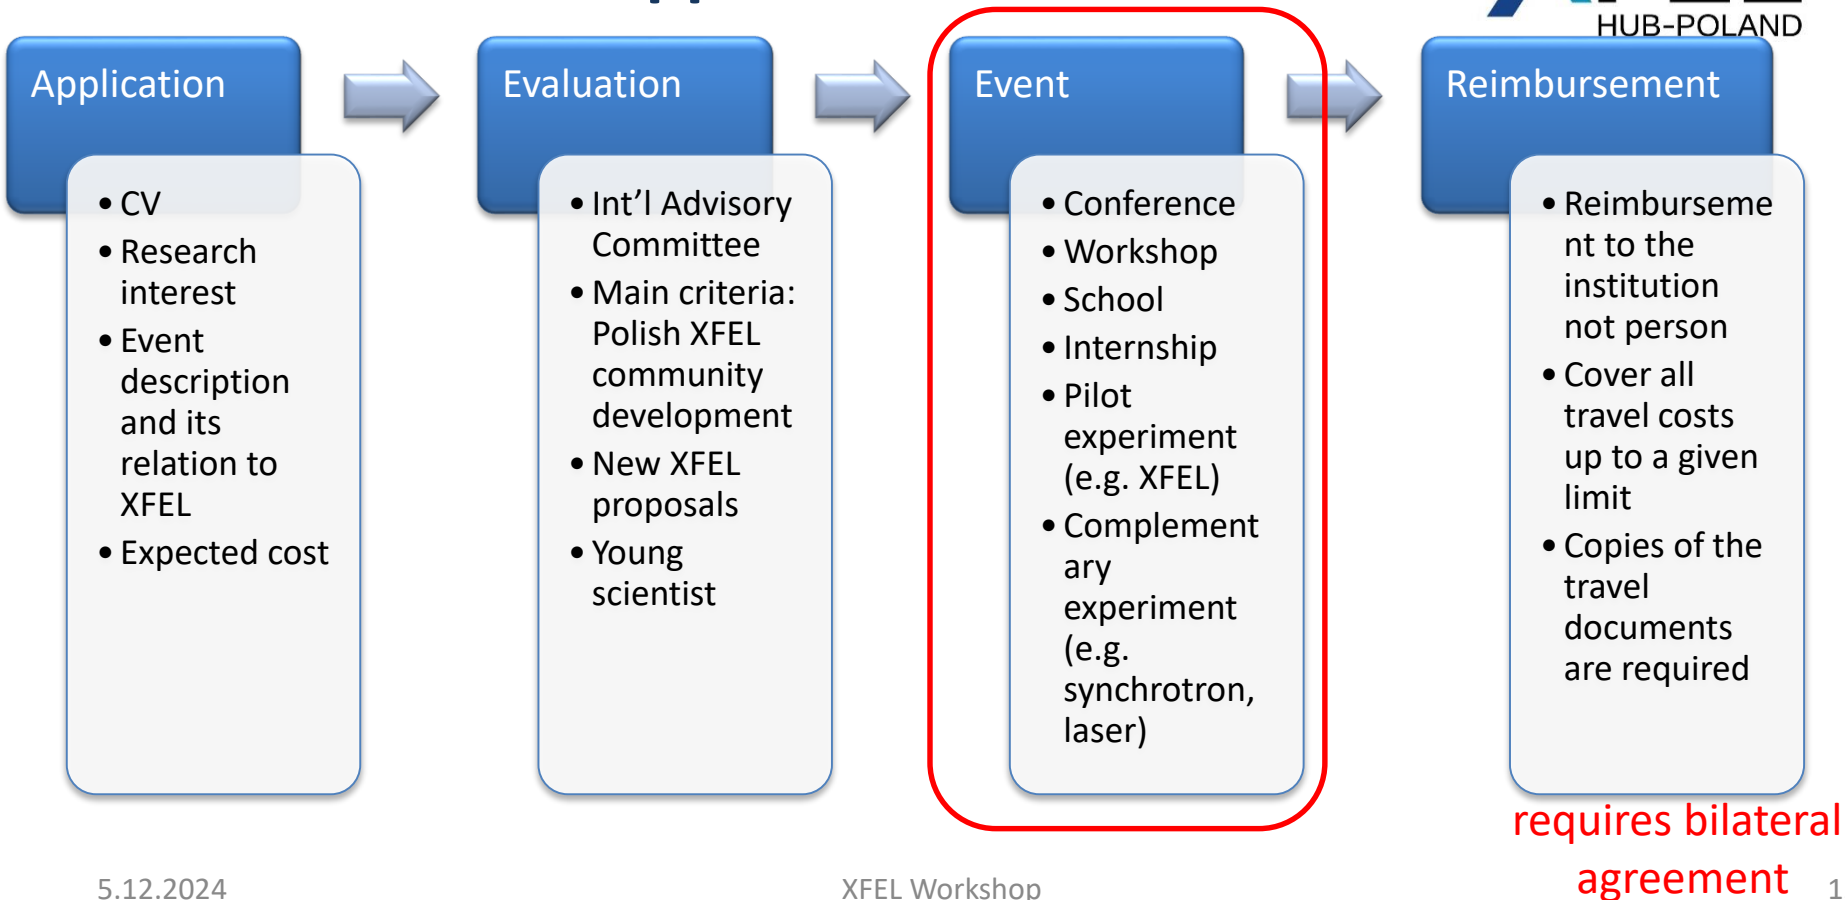 HUB-POLAND
Application
• CV
• Research
interest
• Event
description
and its
relation to
XFEL
• Expected cost
Evaluation
• Int’l Advisory
Committee
• Main criteria:
Polish XFEL
community
development
• New XFEL
proposals
• Young
scientist
Event
• Conference
• Workshop
• School
• Internship
• Pilot
experiment
(e.g. XFEL)
• Complement
ary
experiment
(e.g.
synchrotron,
laser)
Reimbursement
• Reimburseme
nt to the
institution
not person
• Cover all
travel costs
up to a given
limit
• Copies of the
travel
documents
are required
requires bilateral
agreement
5.12.2024
XFEL Workshop
1